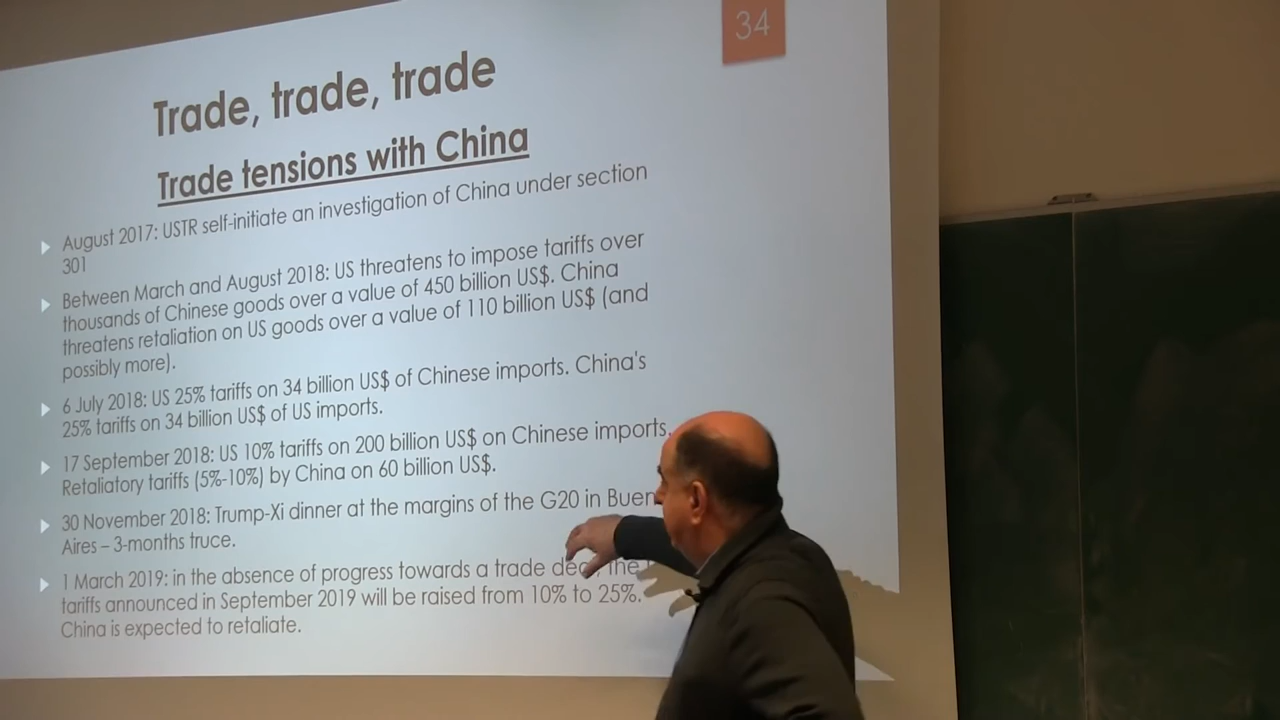 34
Trade, trade, trade
Trade tensions with China
August 2017: USTR self-initiate an investigation of China under section
301
Between March and August 2018: US threatens to impose tariffs over
thousands of Chinese goods over a value of 450 billion US$. China
threatens retaliation on US goods over a value of 110 billion US$ (and
possibly more).
6 July 2018: US 25% tariffs on 34 billion US$ of Chinese imports. China's
25% tariffs on 34 billion US$ of US imports.
17 September 2018: US 10% tariffs on 200 billion US$ on Chinese imports.
Retaliatory tariffs (5%-10%) by China on 60 billion US$.
30 November 2018: Trump-Xi dinner at the margins of the G20 in
Aires – 3-months truce.
1 March 2019: in the absence of progress towards a trade the
tariffs announced in September 2019 will be raised from 10% to 25%.
China is expected to retaliate.